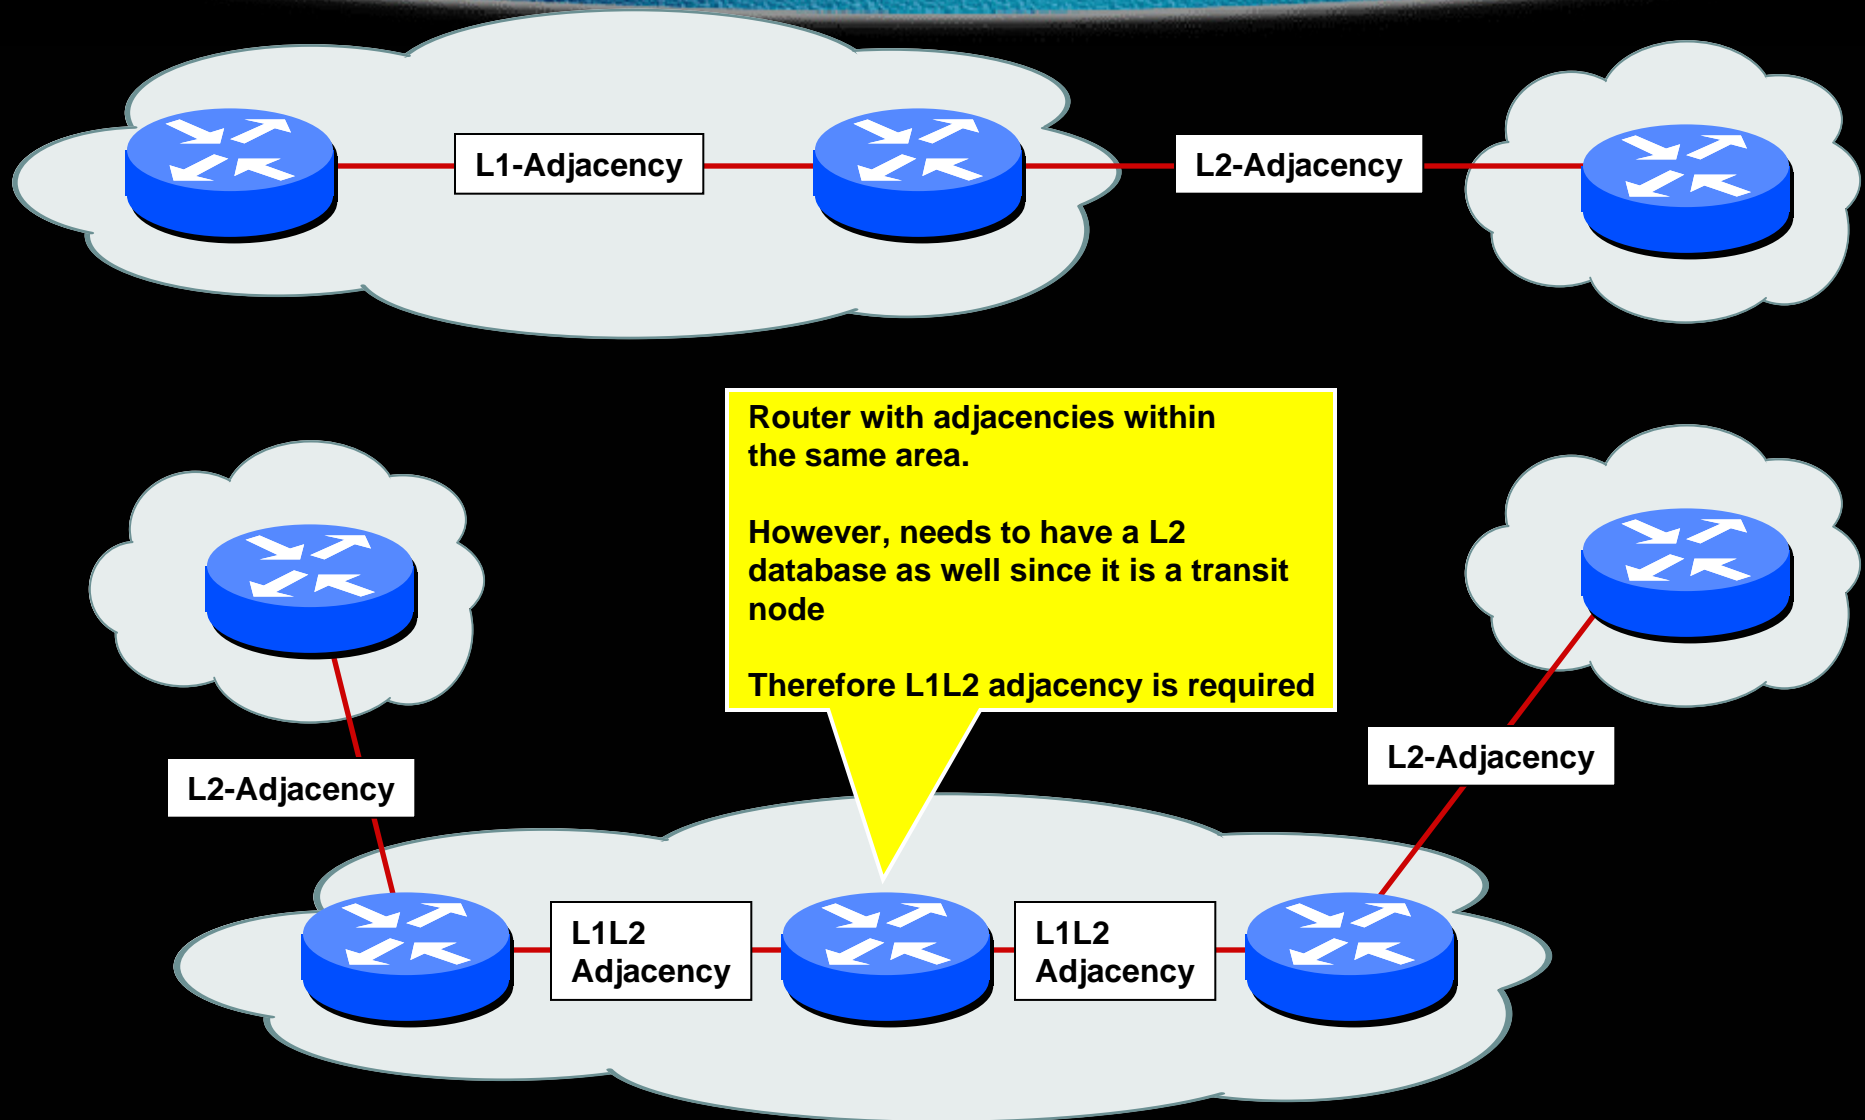 L1-Adjacency
L2-Adjacency
Router with adjacencies within
the same area.
However, needs to have a L2
database as well since it is a transit
node
Therefore L1L2 adjacency is required
L2-Adjacency
L2-Adjacency
L1L2
Adjacency
L1L2
Adjacency